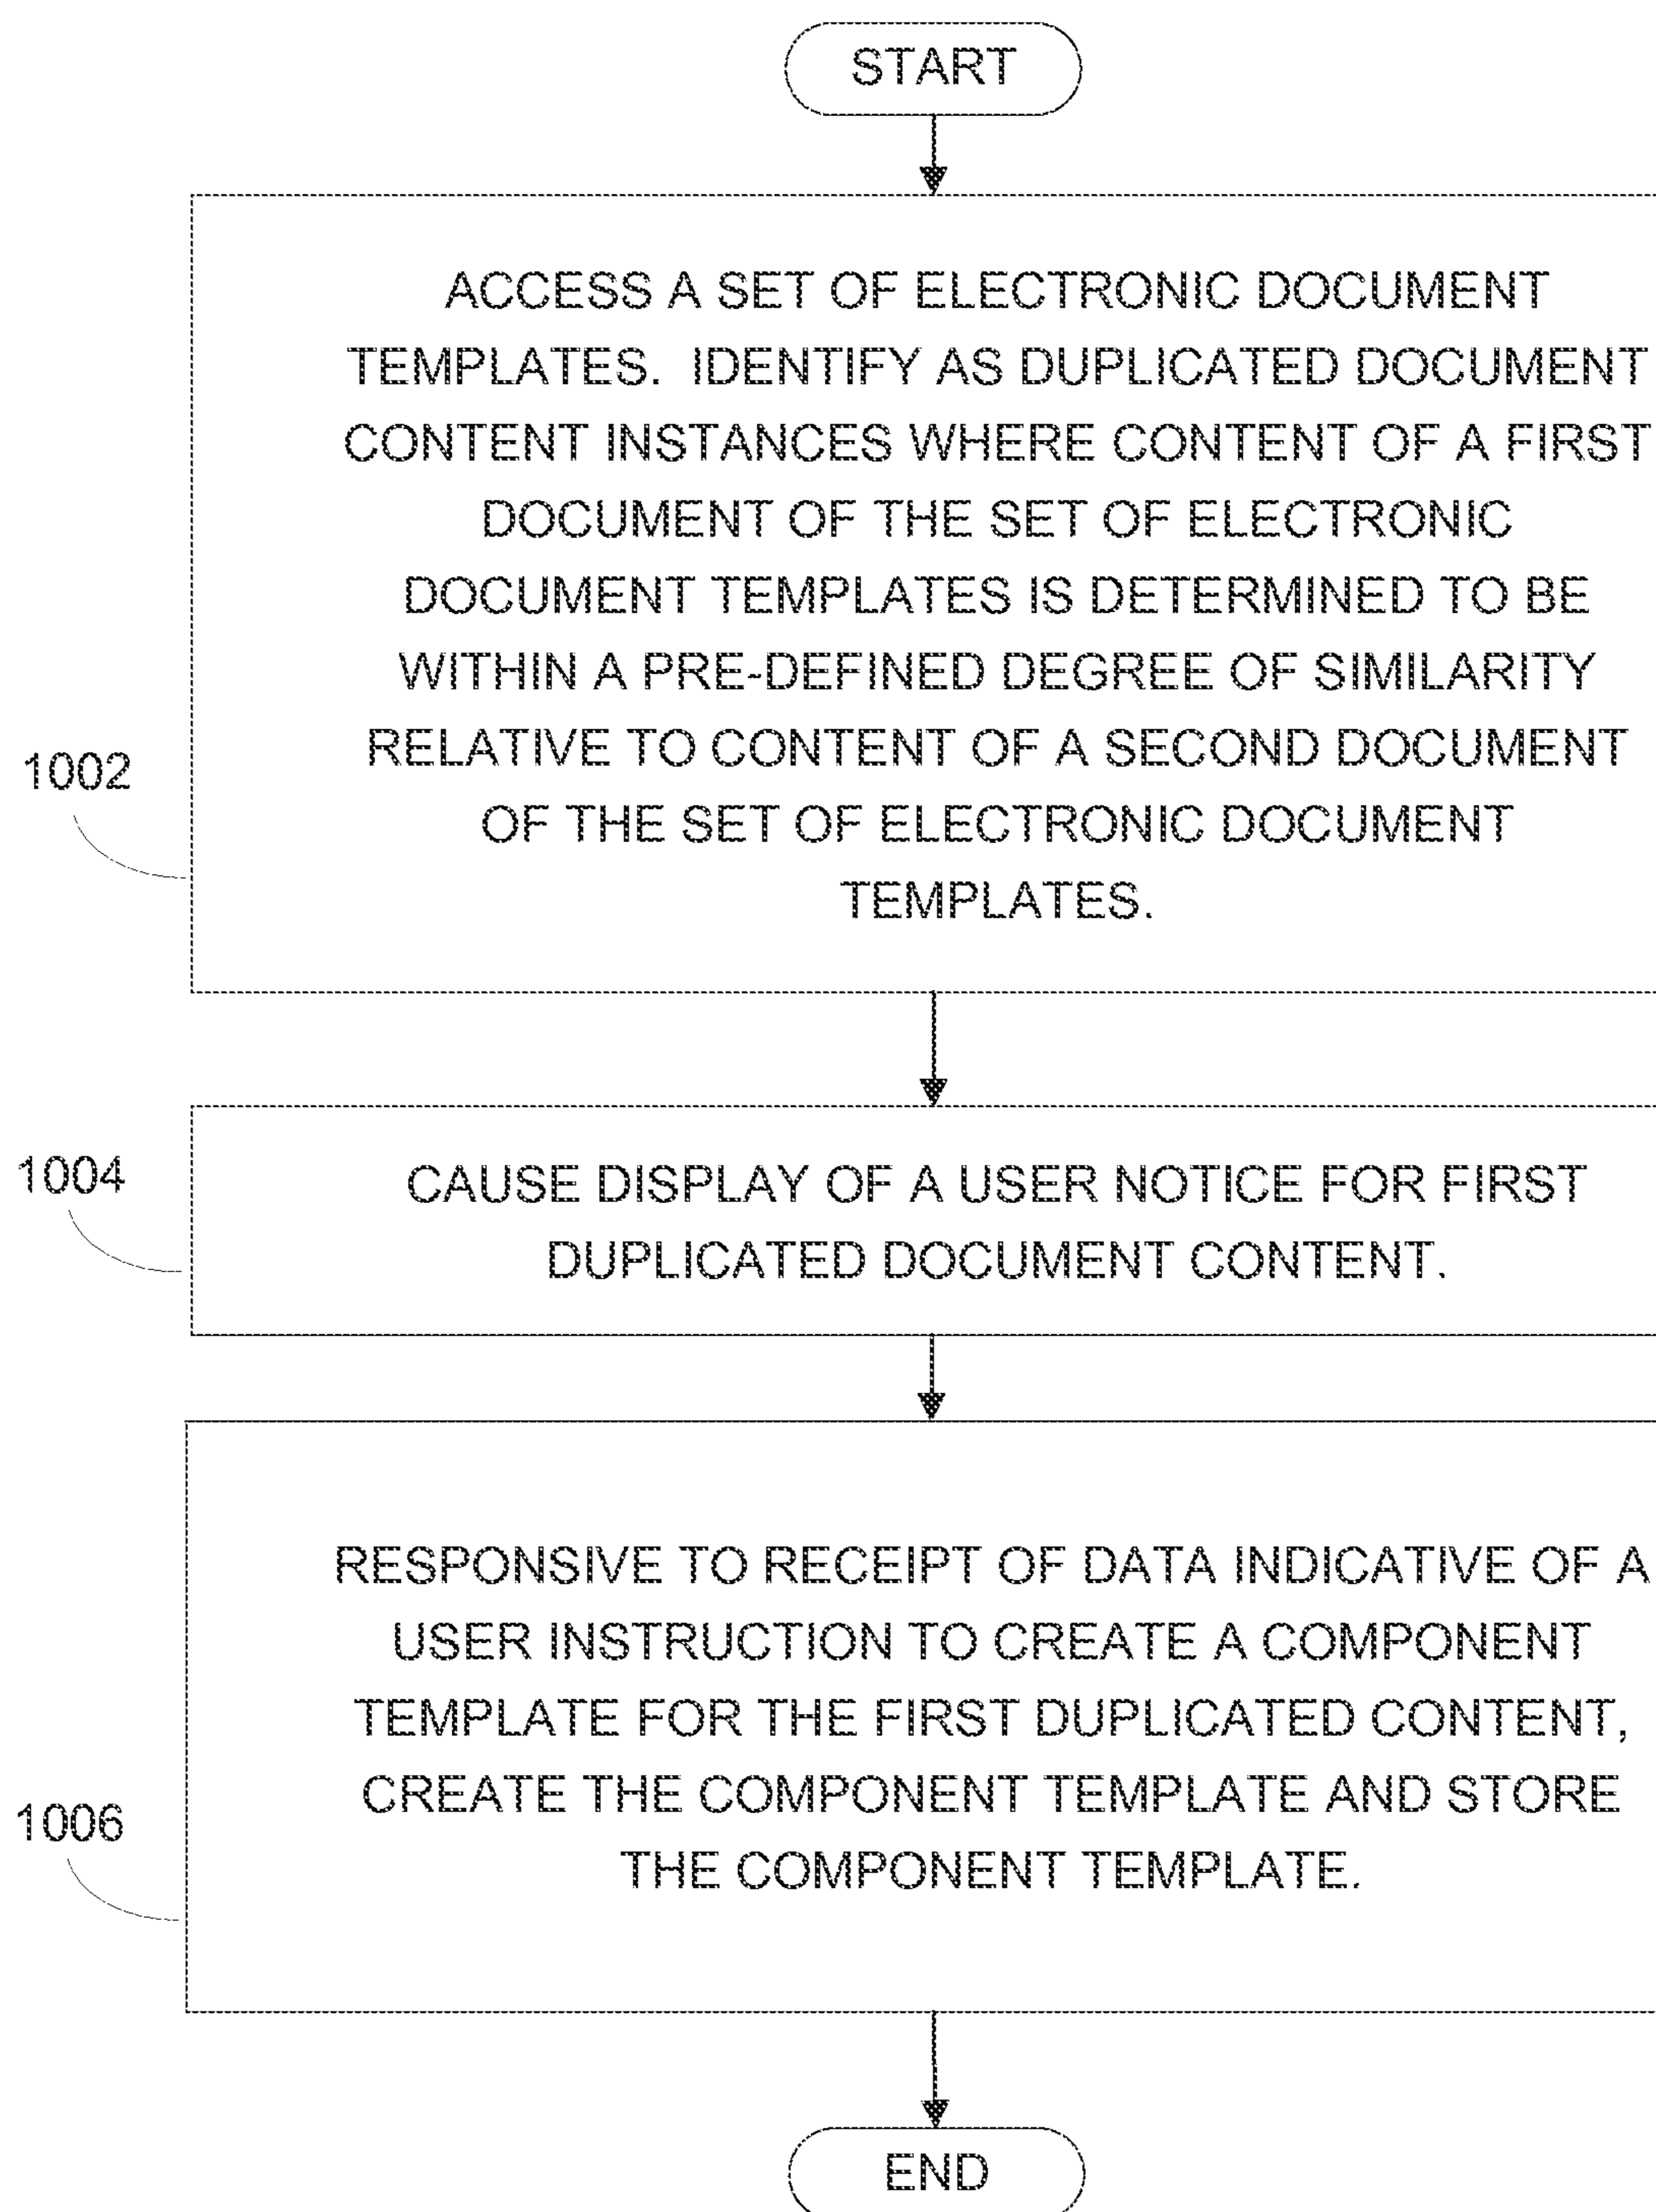 START
ACCESS A SET OF ELECTRONIC DOCUMENT
TEMPLATES. IDENTIFY AS DUPLICATED DOCUMENT
CONTENT INSTANCES WHERE CONTENT OF A FIRST
DOCUMENT OF THE SET OF ELECTRONIC
DOCUMENT TEMPLATES IS DETERMINED TO BE
WITHIN A PRE-DEFINED DEGREE OF SIMILARITY
RELATIVE TO CONTENT OF A SECOND DOCUMENT
OF THE SET OF ELECTRONIC DOCUMENT
TEMPLATES.
1002
CAUSE DISPLAY OF A USER NOTICE FOR FIRST
DUPLICATED DOCUMENT CONTENT.
1004
RESPONSIVE TO RECEIPT OF DATA INDICATIVE OF A
USER INSTRUCTION TO CREATE A COMPONENT
TEMPLATE FOR THE FIRST DUPLICATED CONTENT,
CREATE THE COMPONENT TEMPLATE AND STORE
THE COMPONENT TEMPLATE.
1006
END